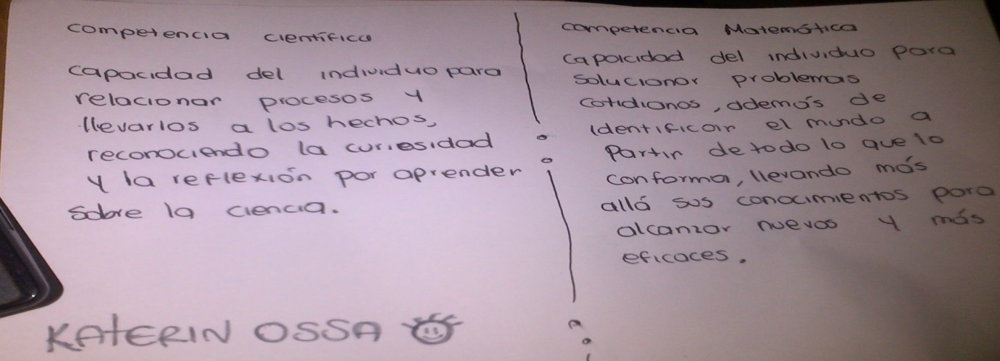 competencia científica
capacidad del individuo para
relacionar procesos y
llevarlos a los hechos,
reconociendo la curiosidad
y la reflexión por aprender
sobre la ciencia.
competencia Matemática
capacidad del individuo para
solucionar problemas
cotidianos, además de
identificar el mundo a
partir de todo lo que lo
conforma, llevando más
allá sus conocimientos para
alcanzar nuevos y más
eficaces.
KATERIN OSSA